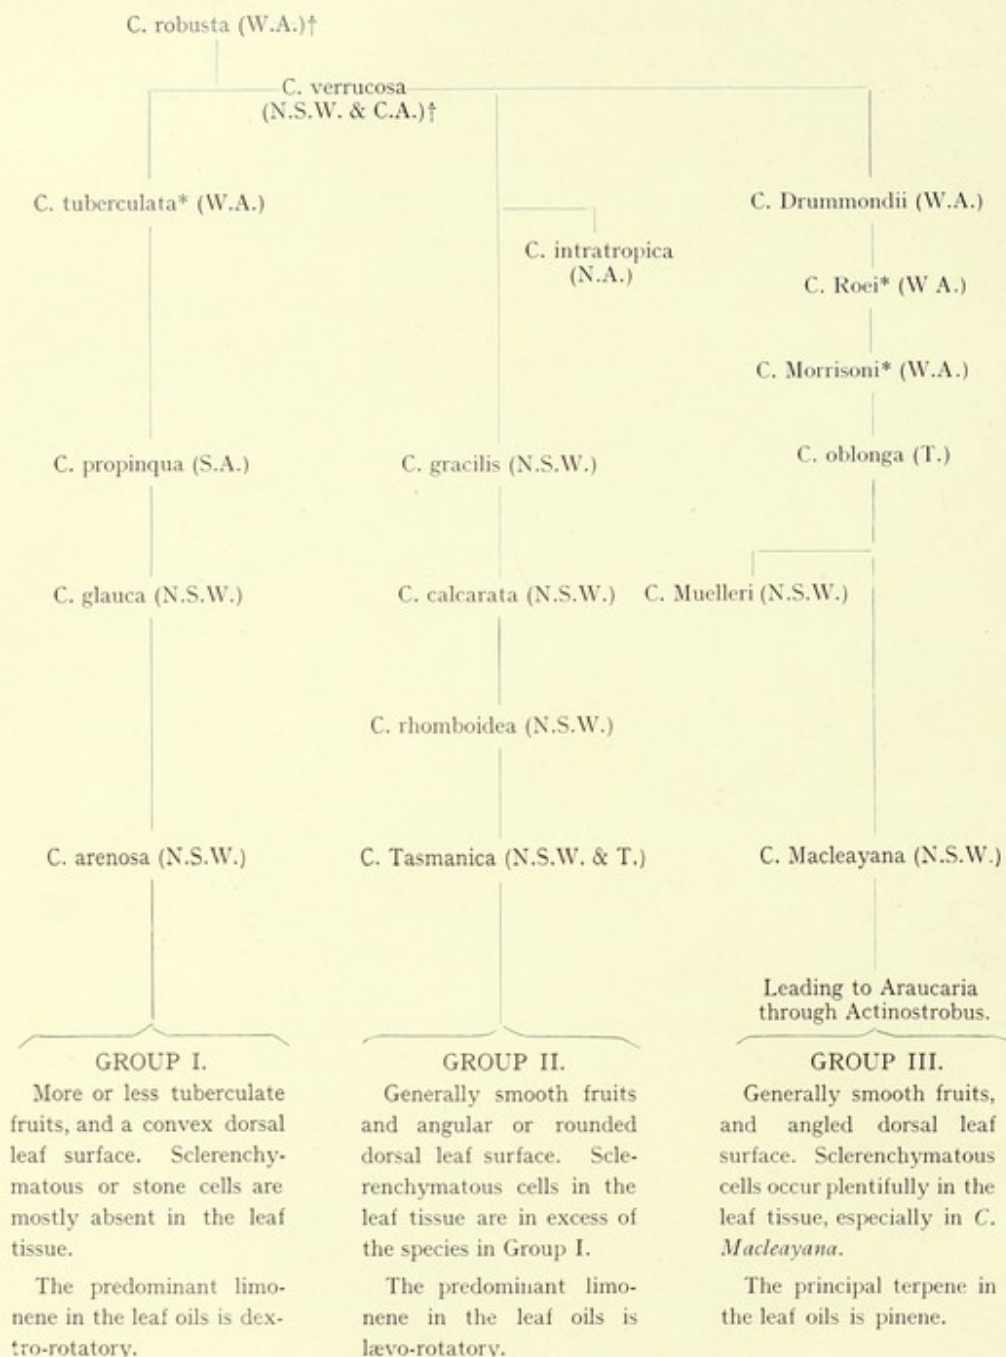 C. robusta (W.A.)†
C. verrucosa
(N.S.W. & C.A.)†
C. tuberculata* (W.A.)
C. Drummondii (W.A.)
C. intratropica
(N.A.)
C. Roei* (W A.)
C. Morrisoni* (W.A.)
C. propinqua (S.A.)
C. gracilis (N.S.W.)
C. oblonga (T.)
C. glauca (N.S.W.)
C. calcarata (N.S.W.)
C. Muelleri (N.S.W.)
C. rhomboidea (N.S.W.)
C. arenosa (N.S.W.)
C. Tasmanica (N.S.W. & T.)
C. Macleayana (N.S.W.)
Leading to Araucaria
through Actinostrobus.
GROUP I.
More or less tuberculate
fruits, and a convex dorsal
leaf surface. Sclerenchy-
matous or stone cells are
mostly absent in the leaf
tissue.
The predominant limo-
nene in the leaf oils is dex-
tro-rotatory.
GROUP II.
Generally smooth fruits
and angular or rounded
dorsal leaf surface. Scle-
renchymatous cells in the
leaf tissue are in excess of
the species in Group I.
The predominant limo-
nene in the leaf oils is
lævo-rotatory.
GROUP III.
Generally smooth fruits,
and angled dorsal leaf
surface. Sclerenchymatous
cells occur plentifully in the
leaf tissue, especially in C.
Macleayana.
The principal terpene in
the leaf oils is pinene.